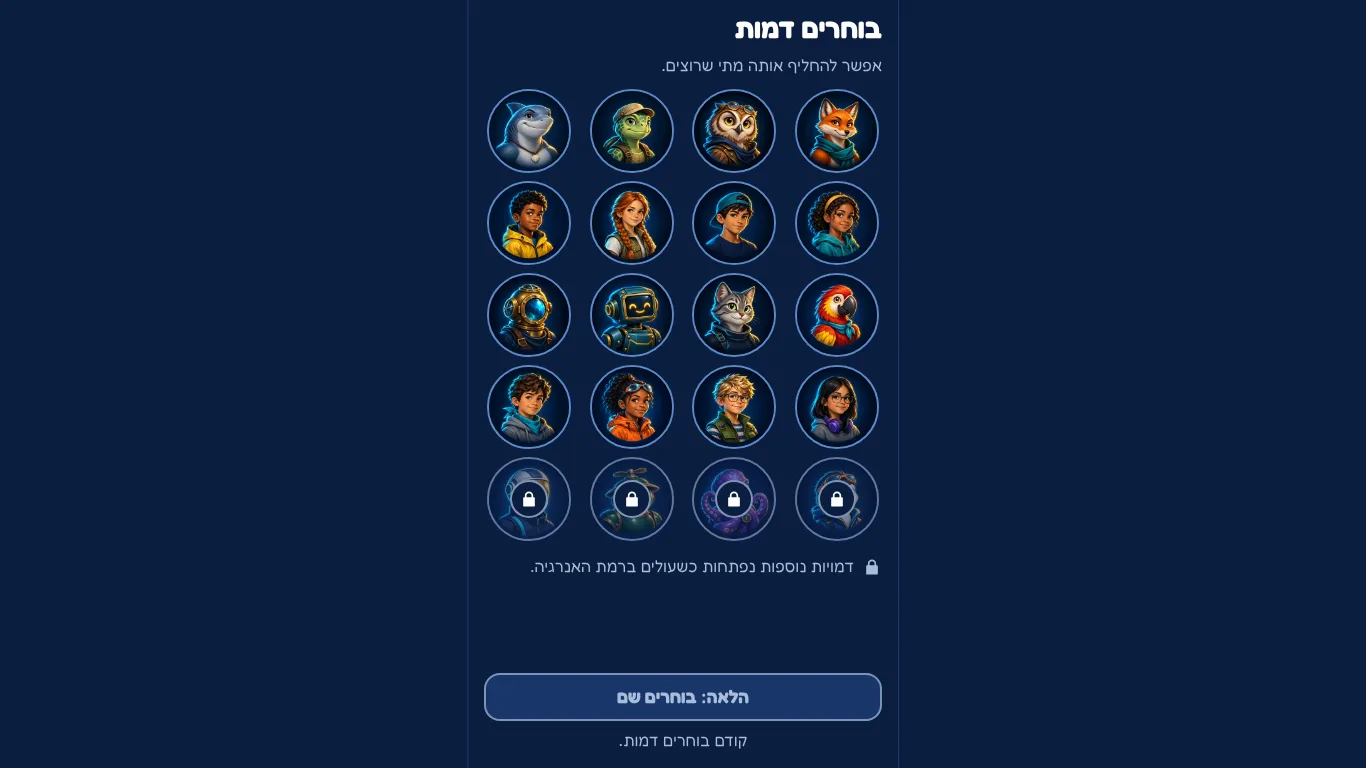 בוחרים דמות
אפשר להחליף אותה מתי שרוצים.
דמויות נוספות נפתחות כשעולים ברמת האנרגיה.
הלאה: בוחרים שם
קודם בוחרים דמות.